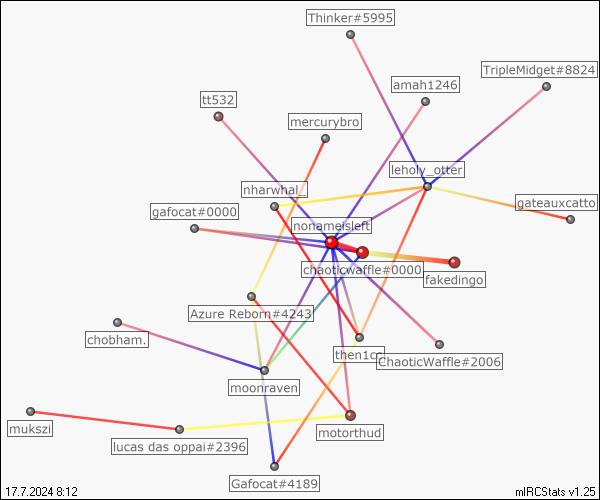 Thinker#5995
TripleMidget#8824
amah1246
tt532
mercurybro
leholy_otter
nharwhal_
gateauxcatto
gafocat#0000
nonameisleft
chaoticwaffle#0000
fakedingo
Azure Reborn#4243
chobham.
then1cc
ChaoticWaffle#2006
moonraven
mukszi
motorthud
lucas das oppai#2396
Gafocat#4189
17.7.2024 8:12
mIRCStats v1.25